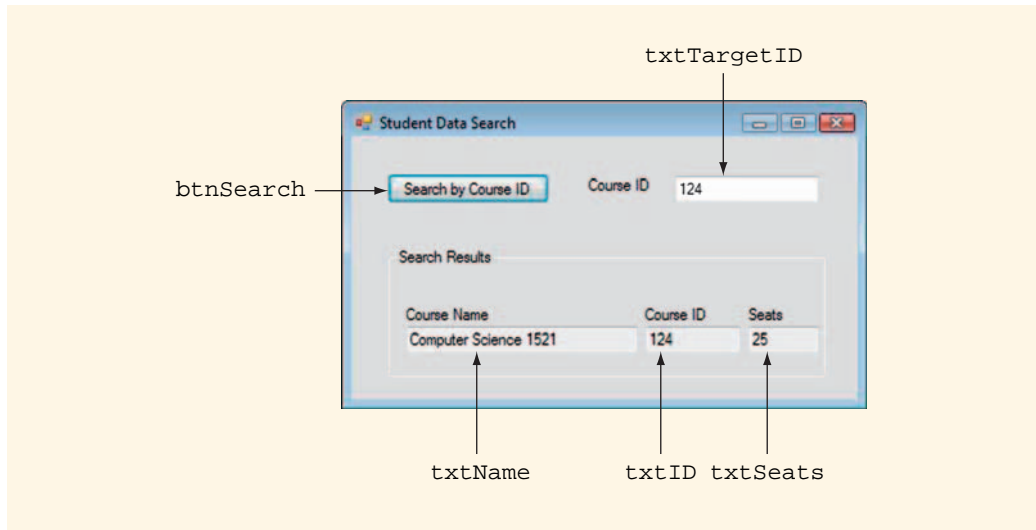 txtTargetID
Student Data Search
btnSearch
Search by Course ID Course ID 124
Search Results
Course Name Course ID Seats
Computer Science 1521 124 25
txtName txtID txtSeats